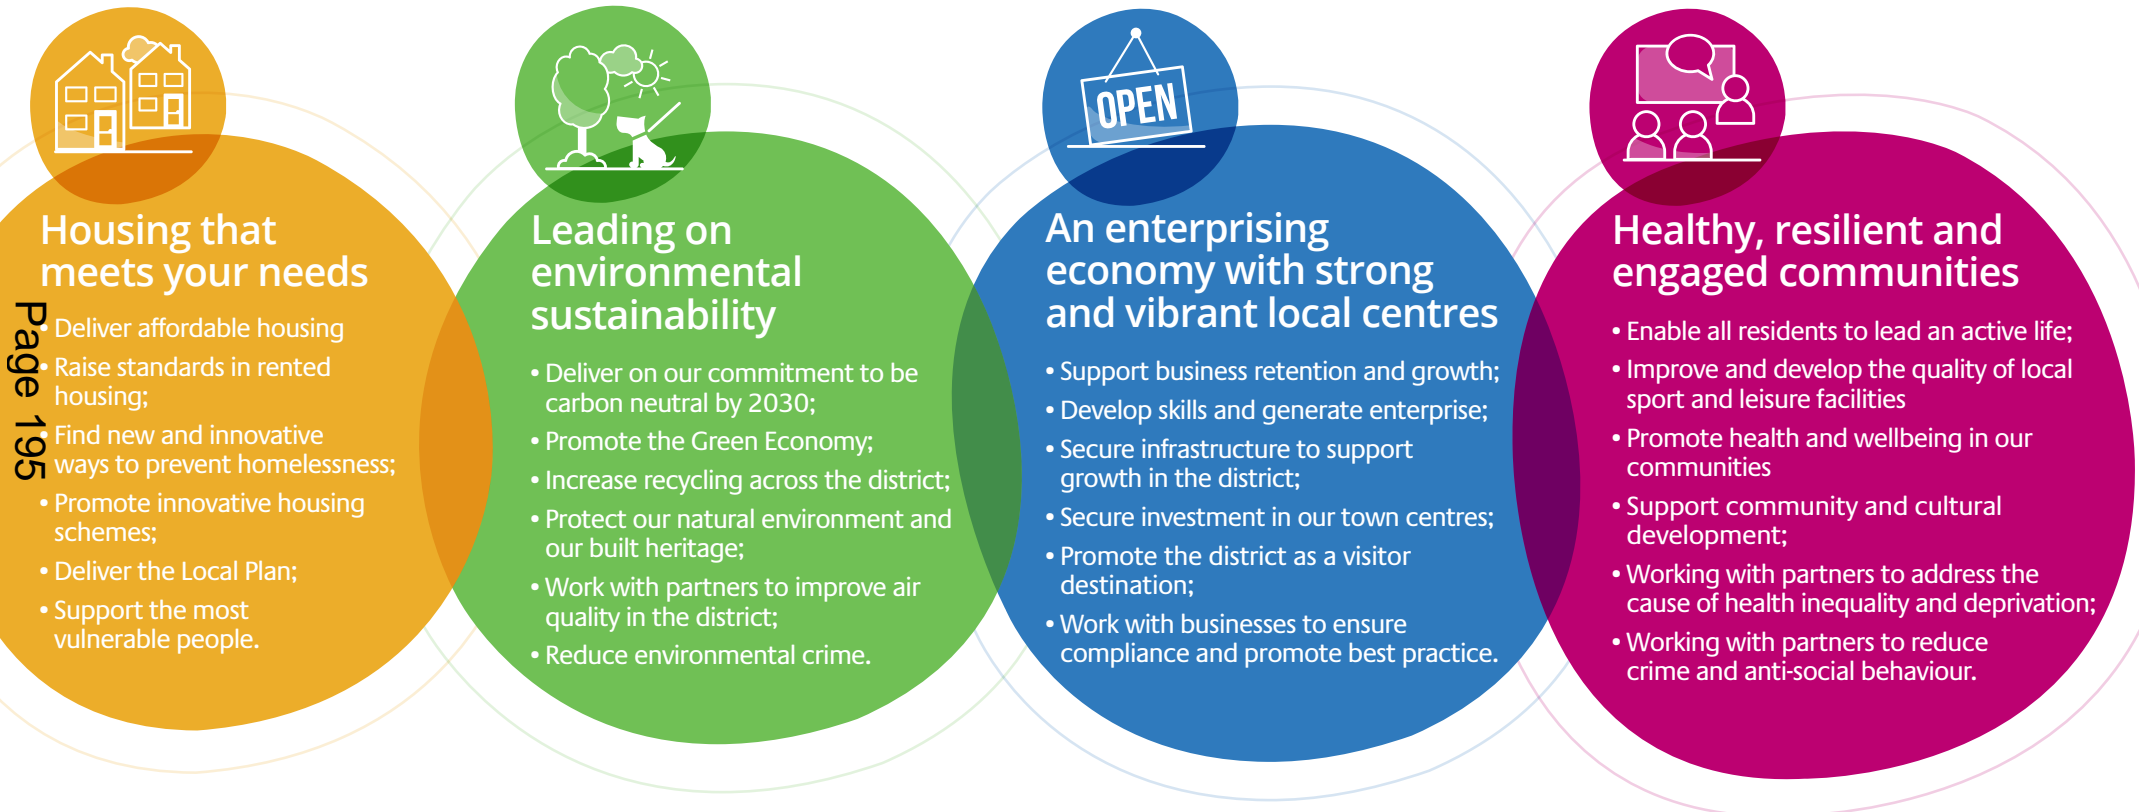 Housing that
meets your needs
• Deliver affordable housing
• Raise standards in rented
housing;
• Find new and innovative
ways to prevent homelessness;
• Promote innovative housing
schemes;
• Deliver the Local Plan;
• Support the most
vulnerable people.
Page 195
Leading on
environmental
sustainability
• Deliver on our commitment to be
carbon neutral by 2030;
• Promote the Green Economy;
• Increase recycling across the district;
• Protect our natural environment and
our built heritage;
• Work with partners to improve air
quality in the district;
• Reduce environmental crime.
OPEN
An enterprising
economy with strong
and vibrant local centres
• Support business retention and growth;
• Develop skills and generate enterprise;
• Secure infrastructure to support
growth in the district;
• Secure investment in our town centres;
• Promote the district as a visitor
destination;
• Work with businesses to ensure
compliance and promote best practice.
Healthy, resilient and
engaged communities
• Enable all residents to lead an active life;
• Improve and develop the quality of local
sport and leisure facilities
• Promote health and wellbeing in our
communities
• Support community and cultural
development;
• Working with partners to address the
cause of health inequality and deprivation;
• Working with partners to reduce
crime and anti-social behaviour.